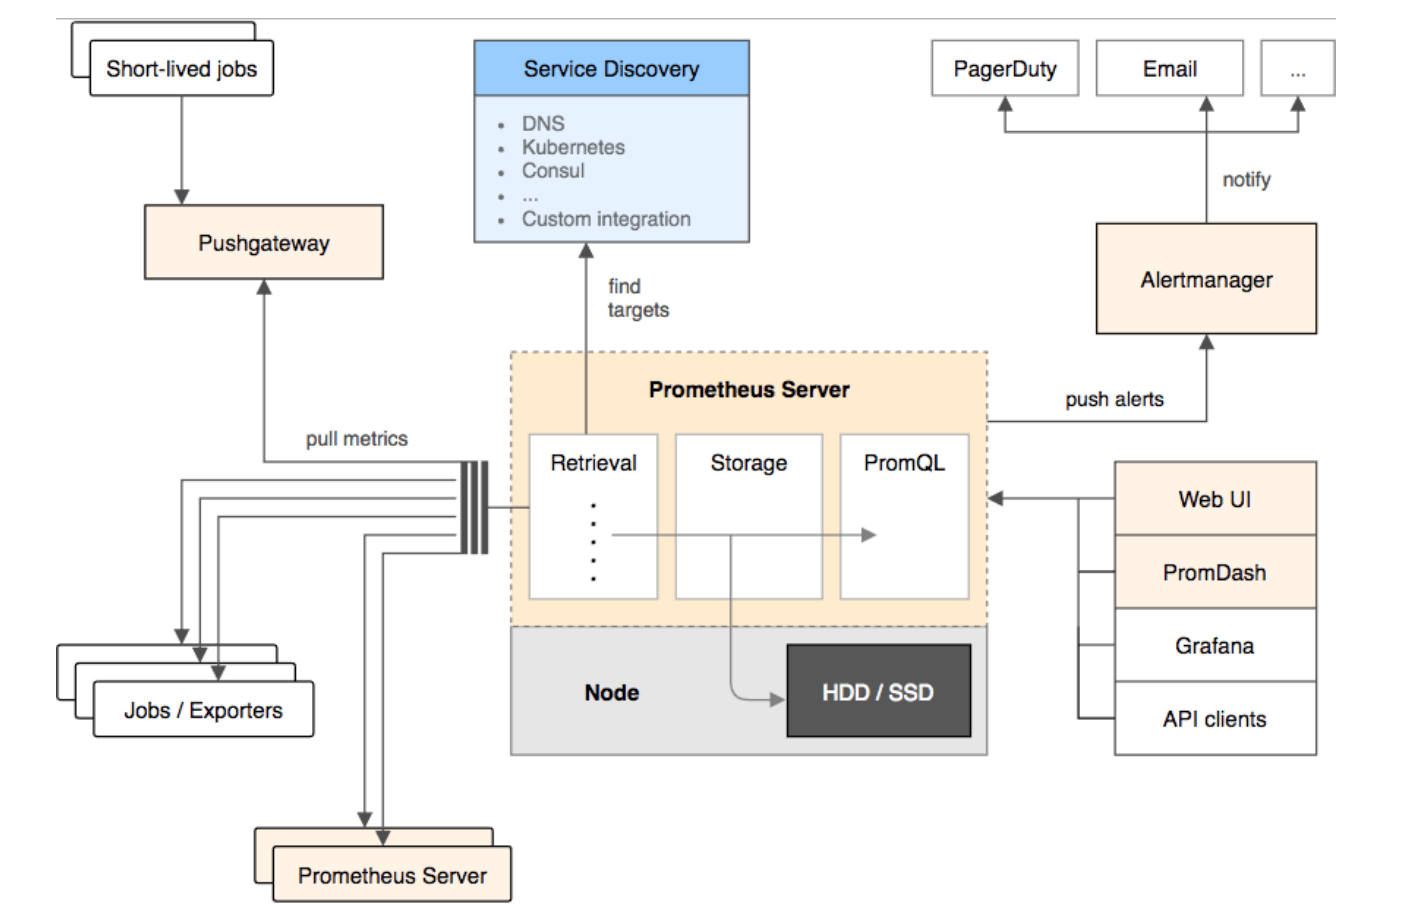 Short-lived jobs
Service Discovery
• DNS
• Kubernetes
• Consul
• ...
• Custom integration
PagerDuty
Email
...
notify
Pushgateway
Alertmanager
find
targets
Prometheus Server
push alerts
pull metrics
Retrieval
Storage
PromQL
Web UI
PromDash
Grafana
API clients
Node
HDD / SSD
Jobs / Exporters
Prometheus Server